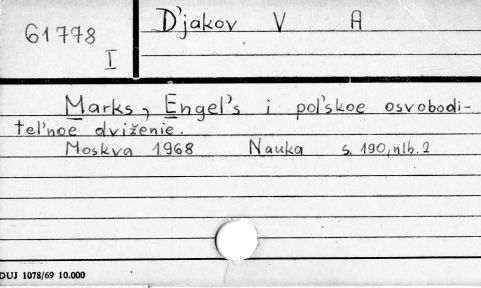 61778
I
D'jakov V A
Marks, Engel's i pol'skoe osvobodi-
tel'noe dviženie.
Moskva 1968 Nauka s. 190, nlb. 2
DUJ 1078/69 10.000